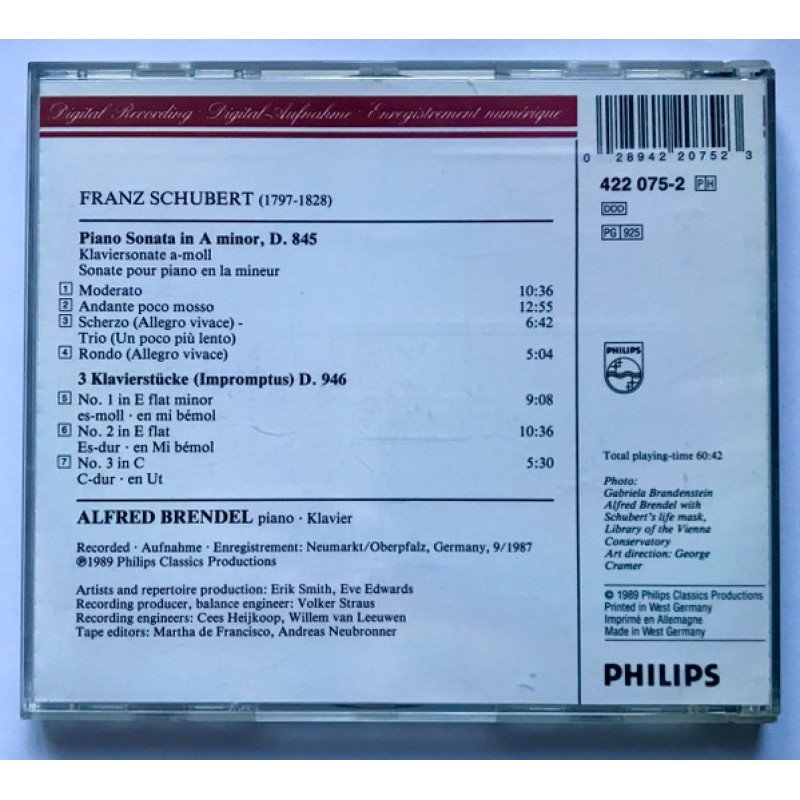 Digital Recording Digital-Aufnahme · Enregistrement numérique
FRANZ SCHUBERT (1797-1828)
Piano Sonata in A minor, D. 845
Klaviersonate a-moll
Sonate pour piano en la mineur
1 Moderato 10:36
2 Andante poco mosso 12:55
3 Scherzo (Allegro vivace) - 6:42
Trio (Un poco più lento)
4 Rondo (Allegro vivace) 5:04
3 Klavierstücke (Impromptus) D. 946
5 No. 1 in E flat minor 9:08
es-moll · en mi bémol
6 No. 2 in E flat 10:36
Es-dur · en Mi bémol
7 No. 3 in C 5:30
C-dur · en Ut
ALFRED BRENDEL piano · Klavier
Recorded · Aufnahme · Enregistrement: Neumarkt/Oberpfalz, Germany, 9/1987
℗1989 Philips Classics Productions
Artists and repertoire production: Erik Smith, Eve Edwards
Recording producer, balance engineer: Volker Straus
Recording engineers: Cees Heijkoop, Willem van Leeuwen
Tape editors: Martha de Francisco, Andreas Neubronner
0 28942 20752 3
422 075-2 PH
DDD
PG 925
PHILIPS
Total playing-time 60:42
Photo:
Gabriela Brandenstein
Alfred Brendel with
Schubert's life mask,
Library of the Vienna
Conservatory
Art direction: George
Cramer
© 1989 Philips Classics Productions
Printed in West Germany
Imprimé en Allemagne
Made in West Germany
PHILIPS